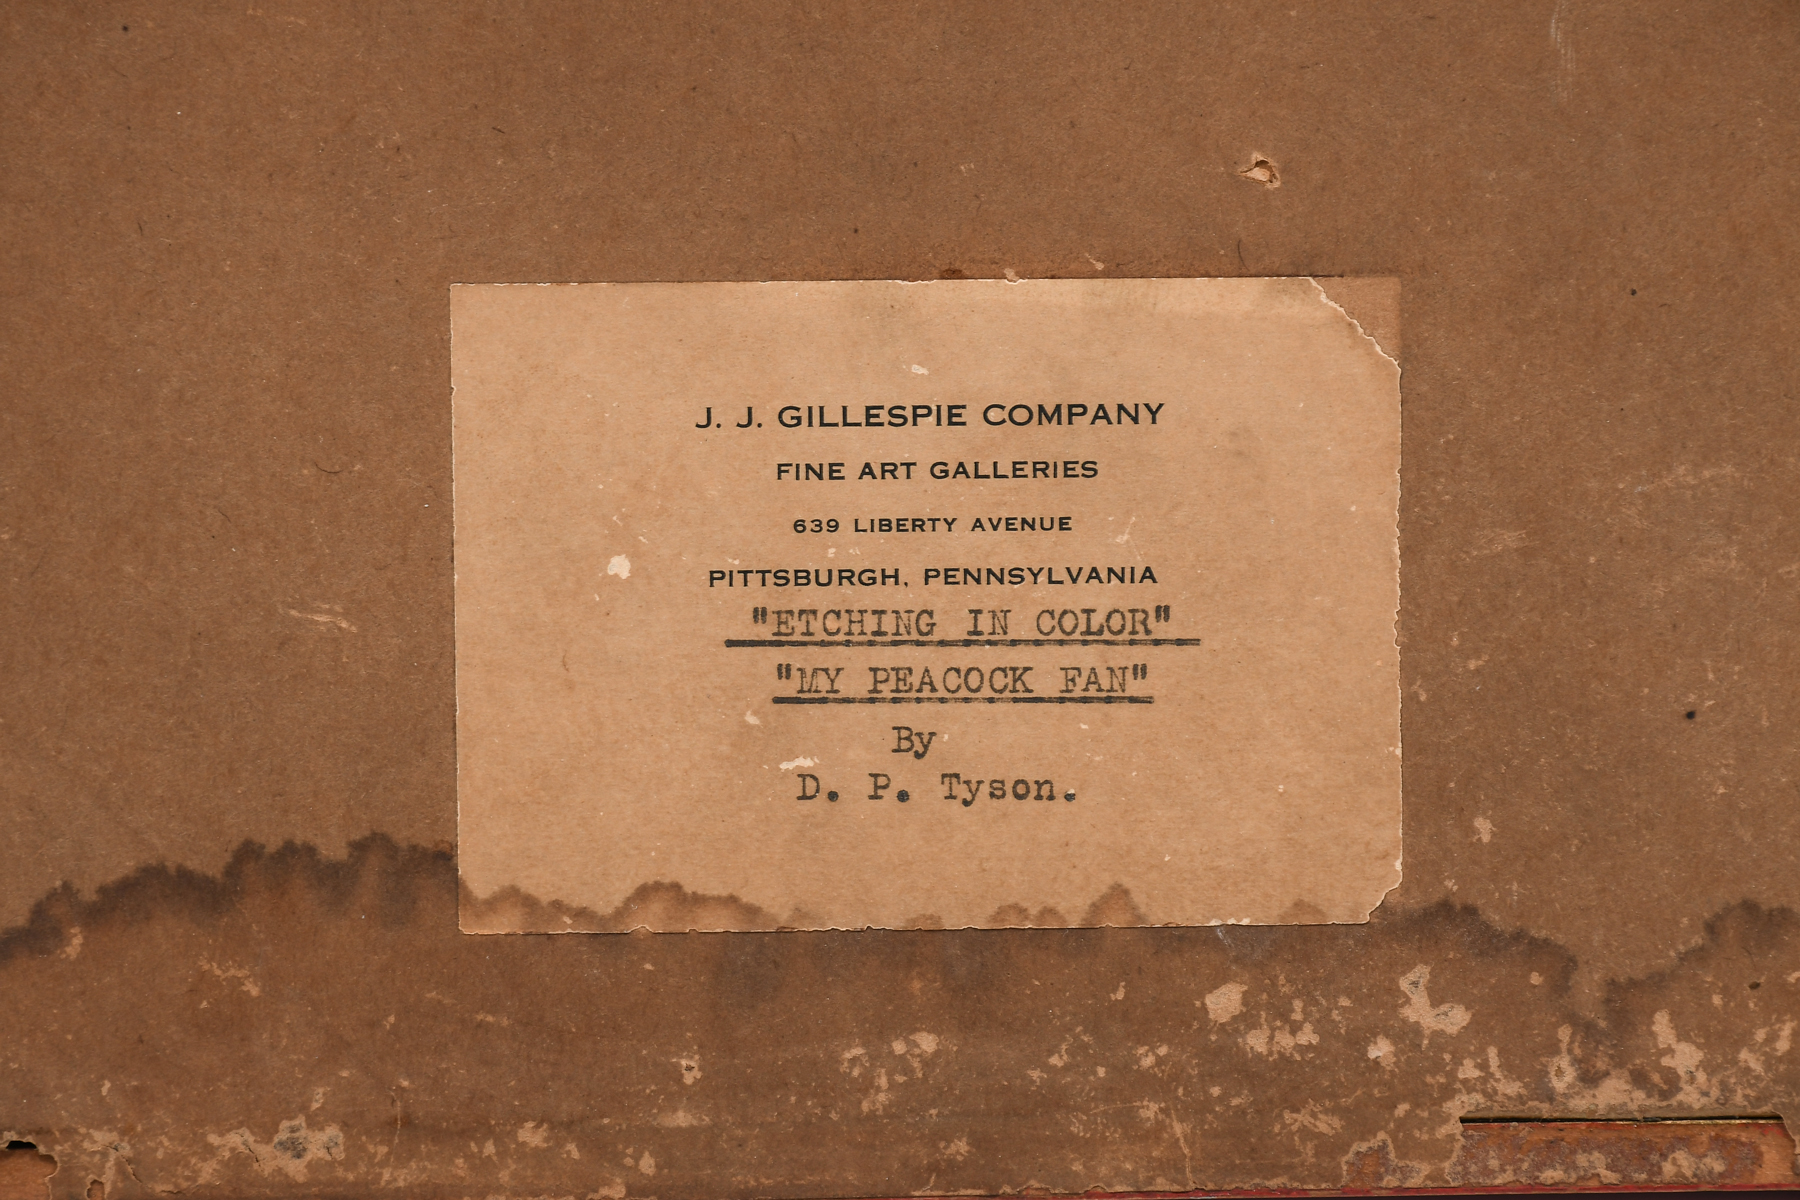 J. J. GILLESPIE COMPANY
FINE ART GALLERIES
639 LIBERTY AVENUE
PITTSBURGH, PENNSYLVANIA
"ETCHING IN COLOR"
"MY PEACOCK FAN"
By
D. P. Tyson.